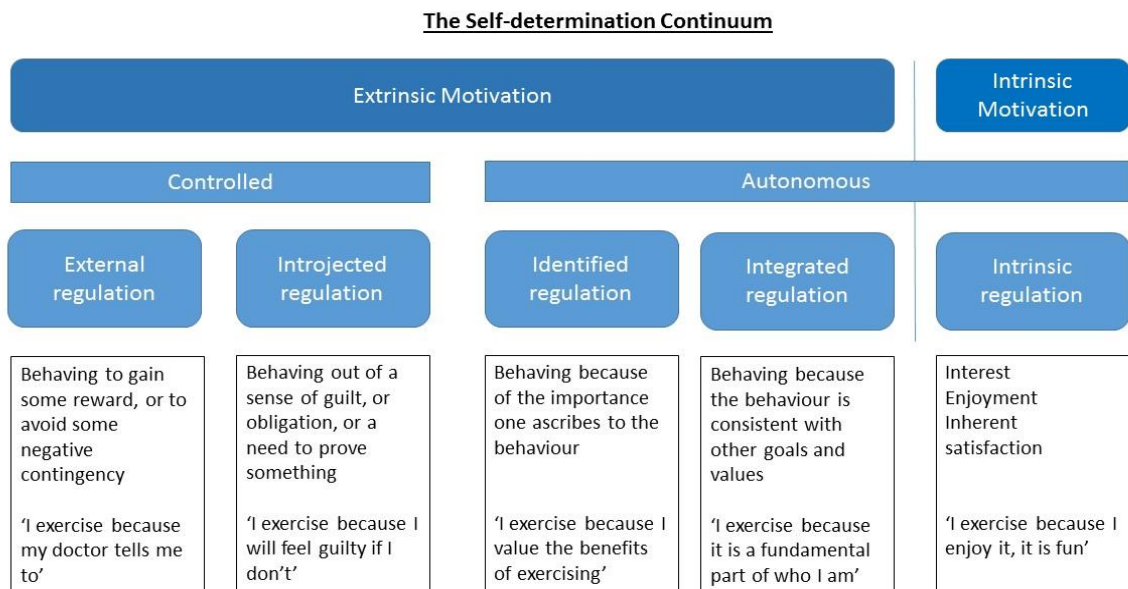 The Self-determination Continuum
Extrinsic Motivation
Intrinsic
Motivation
Controlled
Autonomous
External
regulation
Introjected
regulation
Identified
regulation
Integrated
regulation
Intrinsic
regulation
Behaving to gain
some reward, or to
avoid some
negative
contingency
‘I exercise because
my doctor tells me
to’
Behaving out of a
sense of guilt, or
obligation, or a
need to prove
something
‘I exercise because I
will feel guilty if I
don’t’
Behaving because
of the importance
one ascribes to the
behaviour
‘I exercise because I
value the benefits
of exercising’
Behaving because
the behaviour is
consistent with
other goals and
values
‘I exercise because
it is a fundamental
part of who I am’
Interest
Enjoyment
Inherent
satisfaction
‘I exercise because I
enjoy it, it is fun’